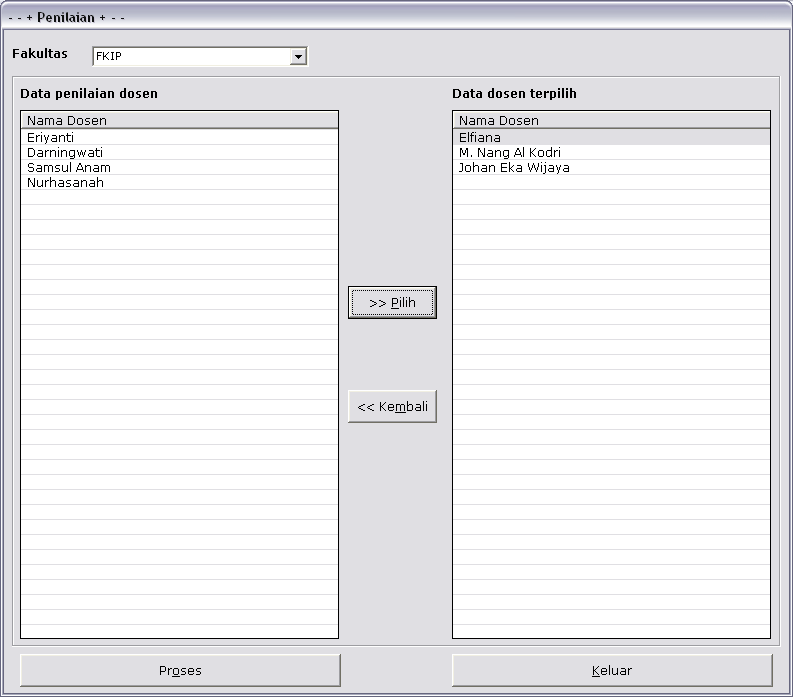 - - + Penilaian + - -
Fakultas FKIP
Data penilaian dosen
Nama Dosen
Eriyanti
Darningwati
Samsul Anam
Nurhasanah
>> Pilih
<< Kembali
Data dosen terpilih
Nama Dosen
Elfiana
M. Nang Al Kodri
Johan Eka Wijaya
Proses
Keluar